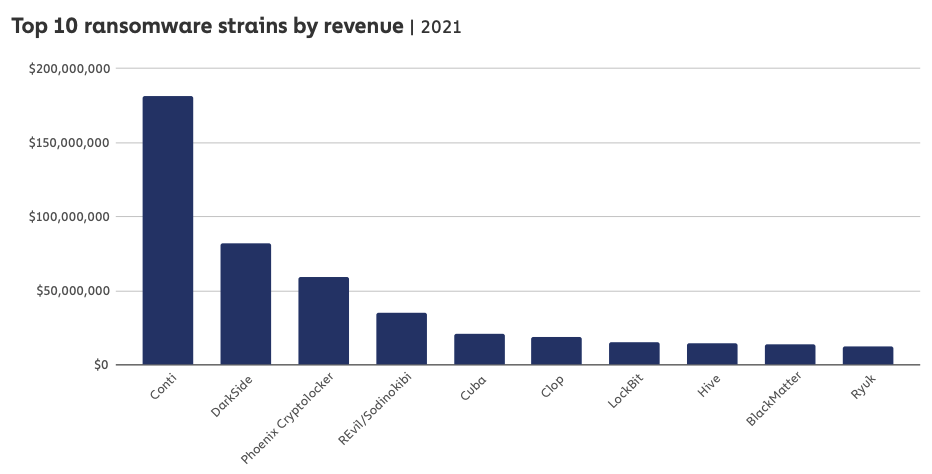 Top 10 ransomware strains by revenue | 2021
$200,000,000
$150,000,000
$100,000,000
$50,000,000
$0
Conti
DarkSide
Phoenix Cryptolocker
REvil/Sodinokibi
Cuba
Clop
LockBit
Hive
BlackMatter
Ryuk